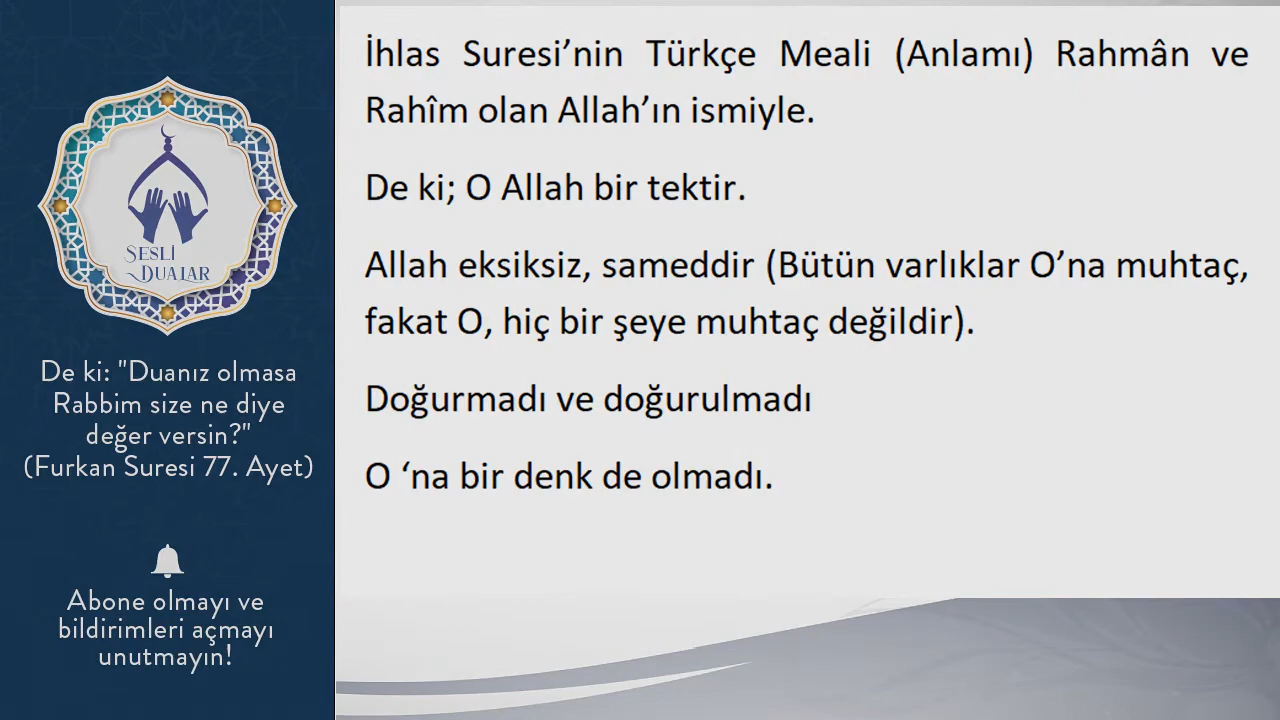 SESLİ
DUALAR
De ki: "Duanız olmasa
Rabbim size ne diye
değer versin?"
(Furkan Suresi 77. Ayet)
Abone olmayı ve
bildirimleri açmayı
unutmayın!
İhlas Suresi’nin Türkçe Meali (Anlamı) Rahmân ve
Rahîm olan Allah’ın ismiyle.
De ki; O Allah bir tektir.
Allah eksiksiz, sameddir (Bütün varlıklar O’na muhtaç,
fakat O, hiç bir şeye muhtaç değildir).
Doğurmadı ve doğurulmadı
O ‘na bir denk de olmadı.